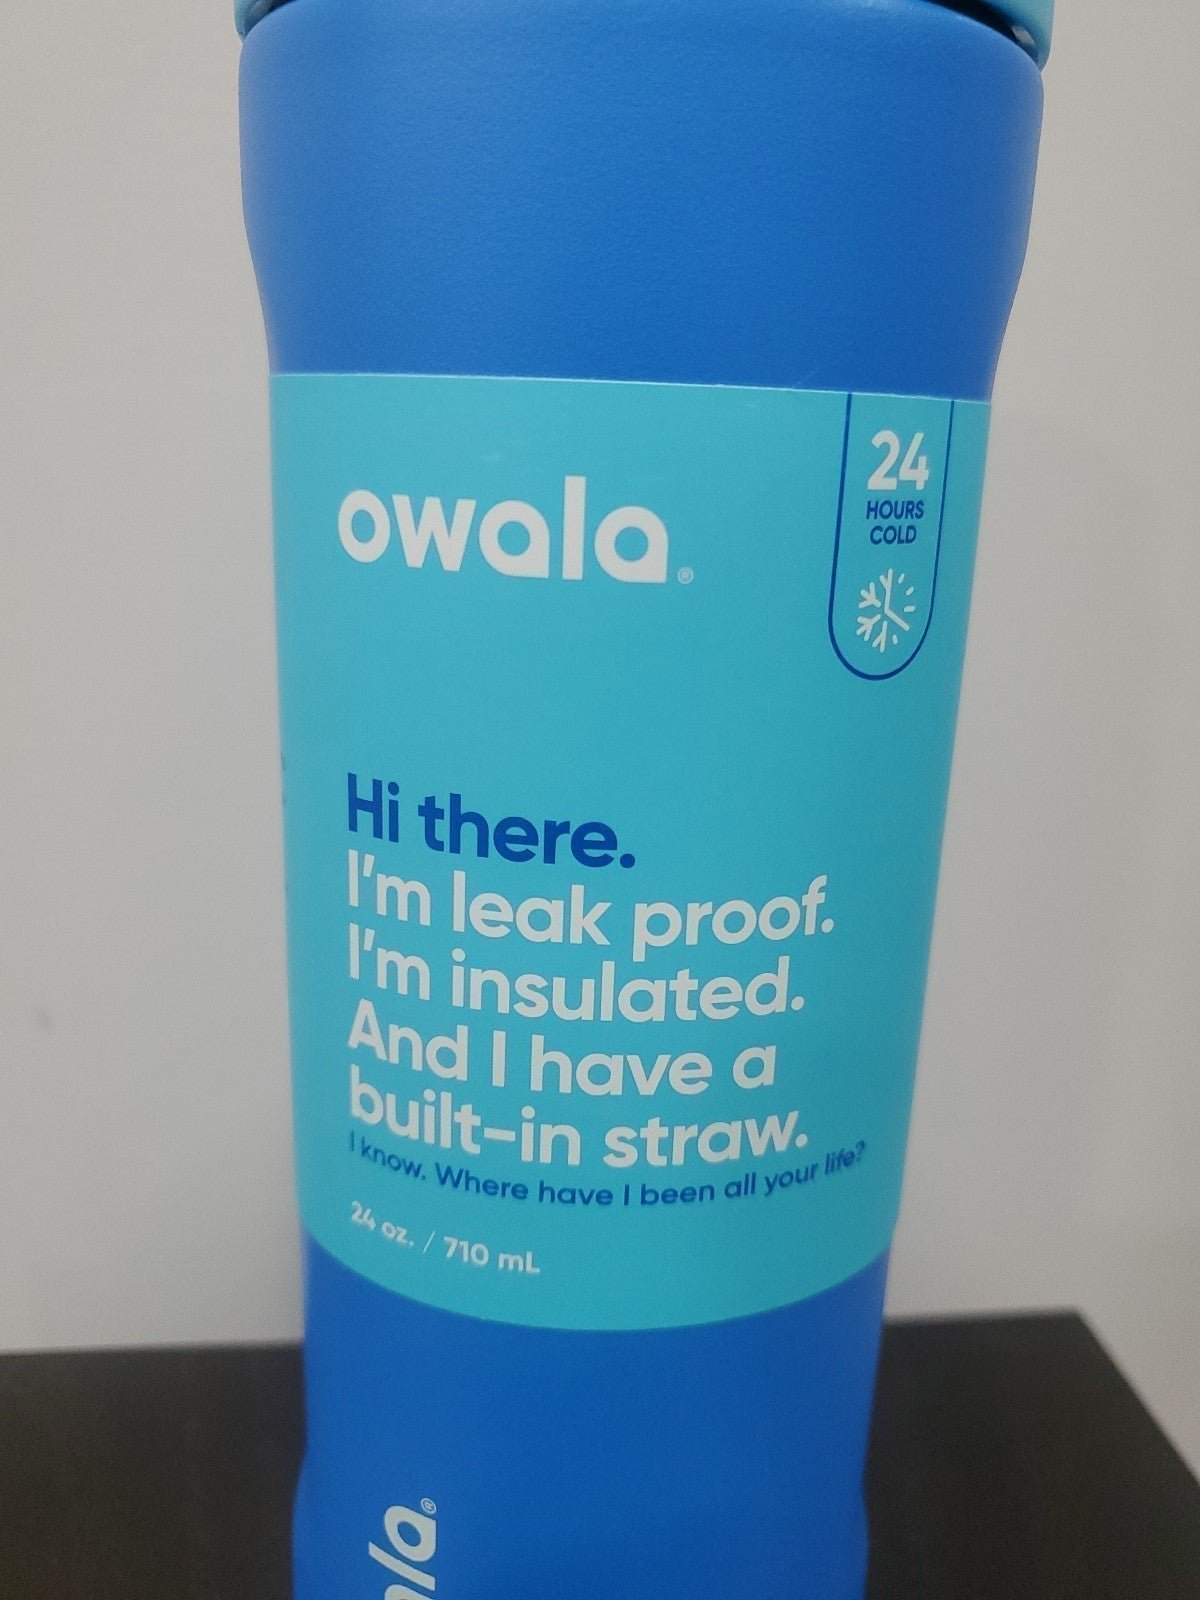 owala®
24
HOURS
COLD
Hi there.
I'm leak proof.
I'm insulated.
And I have a
built-in straw.
I know. Where have I been all your life?
24 oz. / 710 mL
ala®